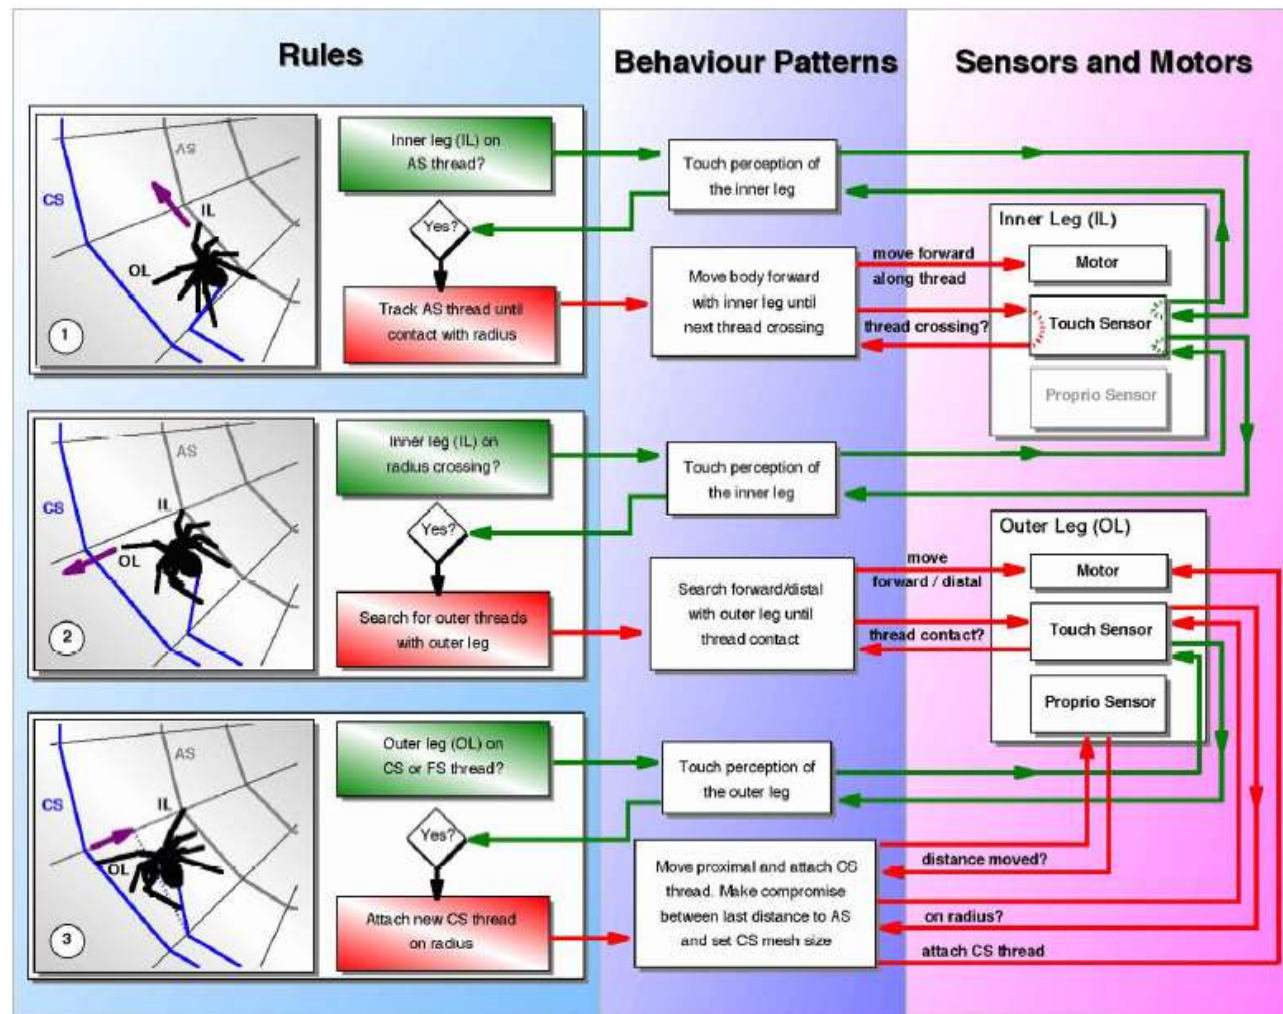 Rules
Behaviour Patterns
Sensors and Motors
AS
CS
IL
OL
1
Inner leg (IL) on
AS thread?
Yes?
Track AS thread until
contact with radius
Touch perception of
the inner leg
Move body forward
with inner leg until
next thread crossing
move forward
along thread
thread crossing?
Inner Leg (IL)
Motor
Touch Sensor
Proprio Sensor
AS
CS
IL
OL
2
Inner leg (IL) on
radius crossing?
Yes?
Search for outer threads
with outer leg
Touch perception of
the inner leg
Search forward/distal
with outer leg until
thread contact
move
forward / distal
thread contact?
Outer Leg (OL)
Motor
Touch Sensor
Proprio Sensor
AS
CS
IL
OL
3
Outer leg (OL) on
CS or FS thread?
Yes?
Attach new CS thread
on radius
Touch perception of
the outer leg
Move proximal and attach CS
thread. Make compromise
between last distance to AS
and set CS mesh size
distance moved?
on radius?
attach CS thread